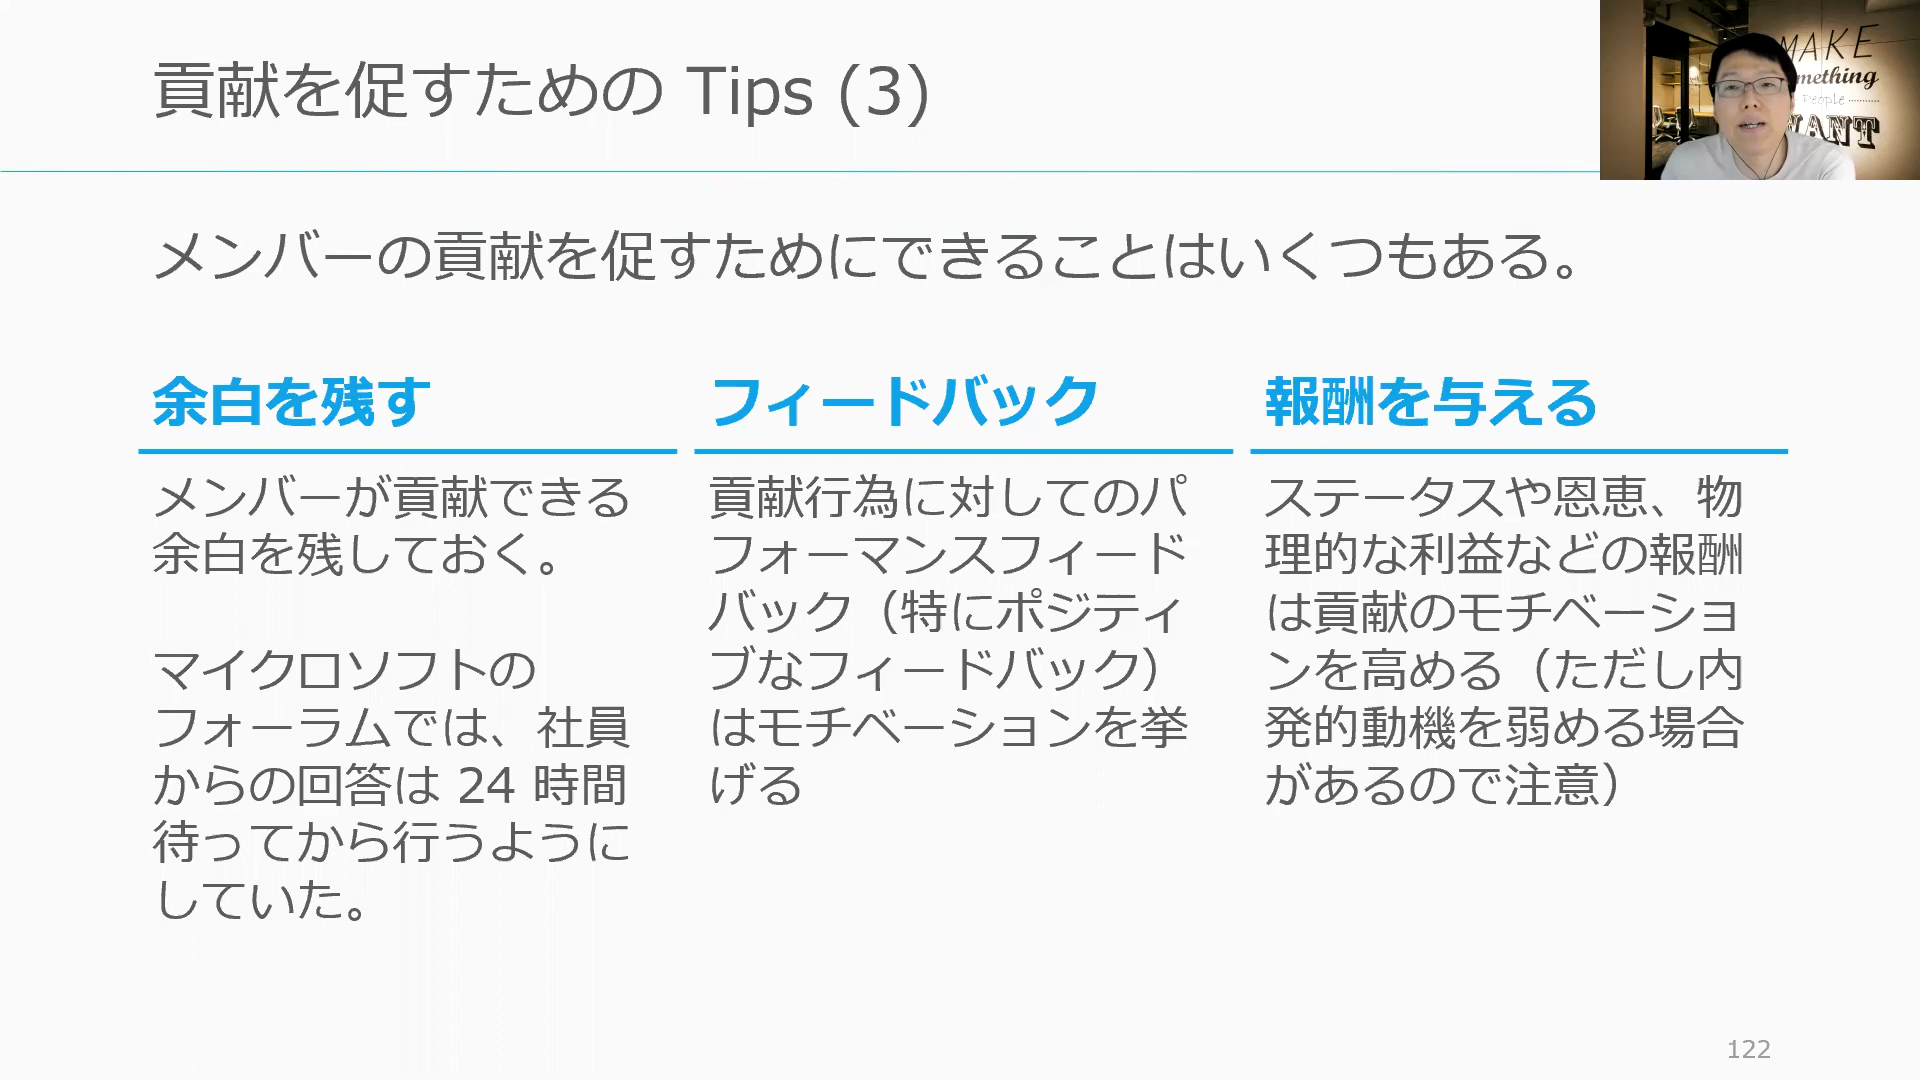 貢献を促すための Tips (3)
MAKE
mething
People
WANT
メンバーの貢献を促すためにできることはいくつもある。
余白を残す
メンバーが貢献できる
余白を残しておく。
マイクロソフトの
フォーラムでは、社員
からの回答は 24 時間
待ってから行うように
していた。
フィードバック
貢献行為に対してのパ
フォーマンスフィード
バック（特にポジティ
ブなフィードバック）
はモチベーションを挙
げる
報酬を与える
ステータスや恩恵、物
理的な利益などの報酬
は貢献のモチベーショ
ンを高める（ただし内
発的動機を弱める場合
があるので注意）
122